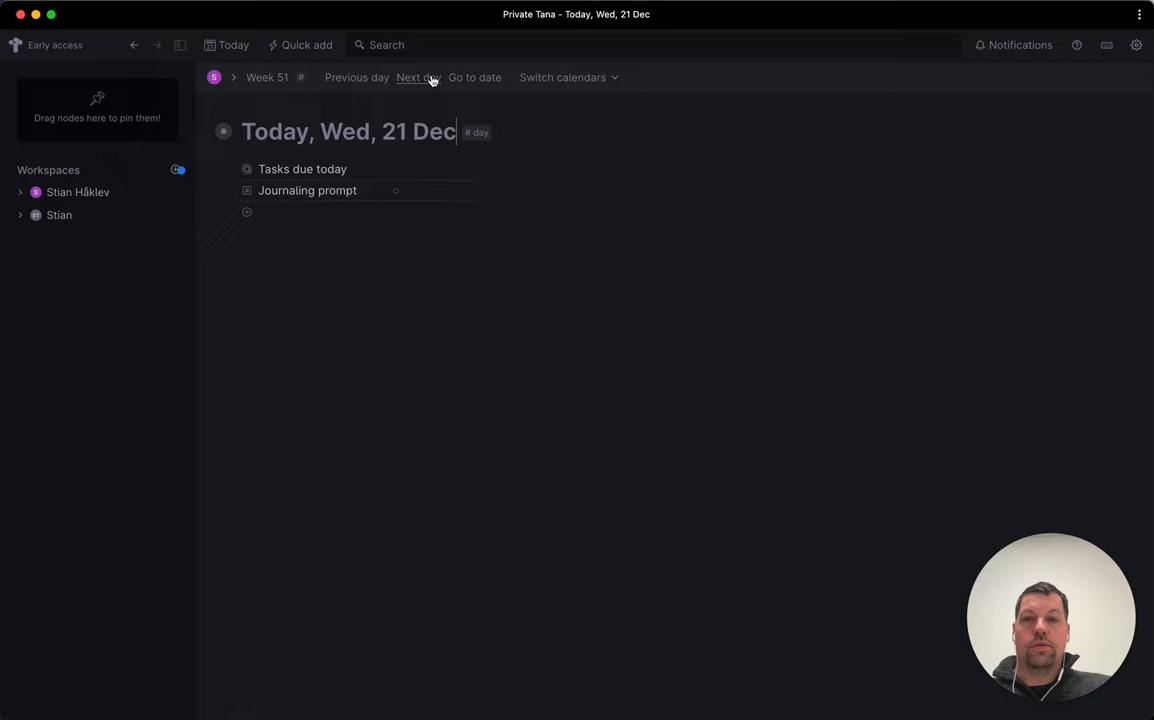 Private Tana - Today, Wed, 21 Dec
Early access
Today
Quick add
Search
Notifications
S
Week 51 #
Previous day
Next day
Go to date
Switch calendars
Drag nodes here to pin them!
Today, Wed, 21 Dec
# day
Tasks due today
Journaling prompt
Workspaces
S Stian Håklev
Stian